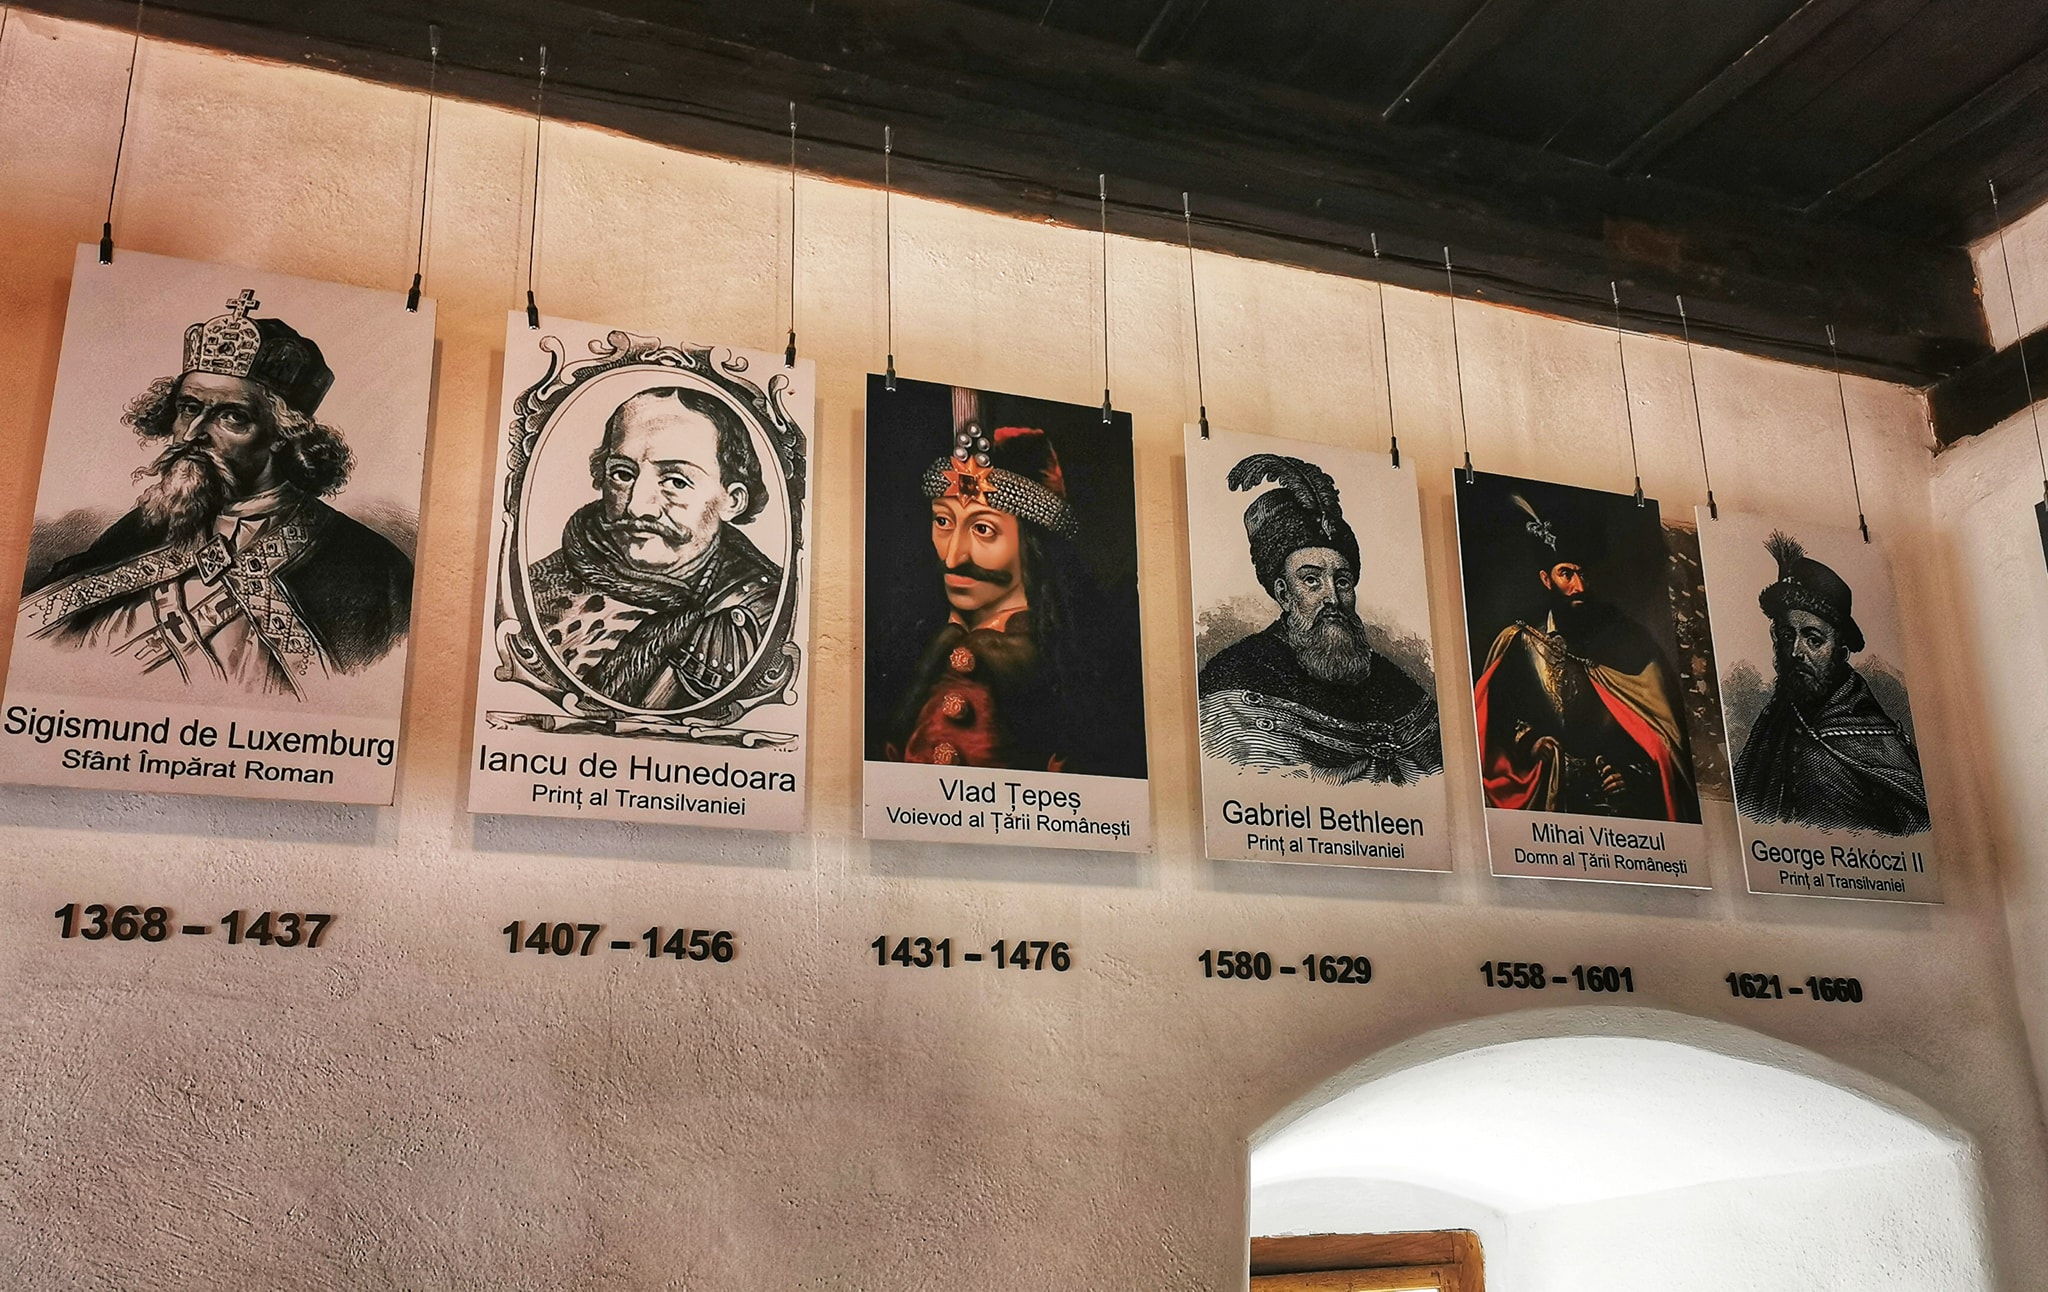 Sigismund de Luxemburg
Sfânt Împărat Roman
1368 – 1437
Iancu de Hunedoara
Prinț al Transilvaniei
1407 – 1456
Vlad Țepeș
Voievod al Țării Românești
1431 – 1476
Gabriel Bethleen
Prinț al Transilvaniei
1580 – 1629
Mihai Viteazul
Domn al Țării Românești
1558 – 1601
George Rákóczi II
Prinț al Transilvaniei
1621 – 1660